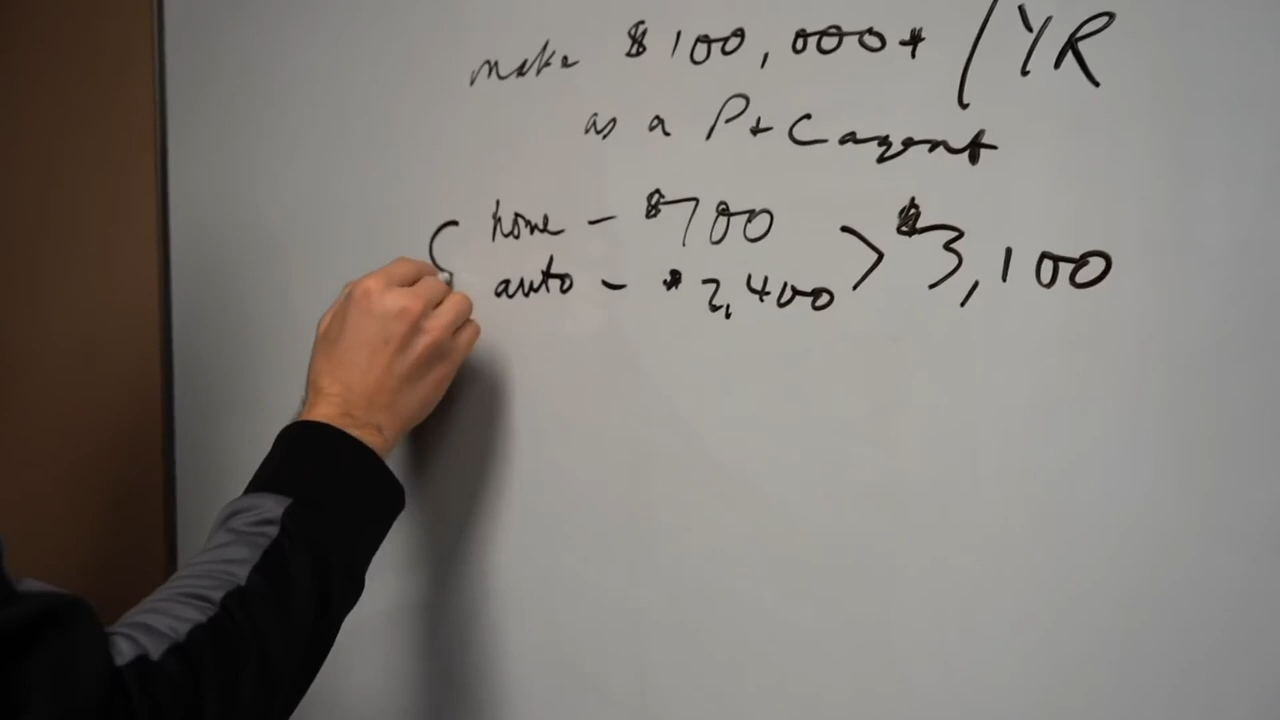 make $100,000+ /YR
as a P+C agent
home - $700
auto - $2,400 > $3,100